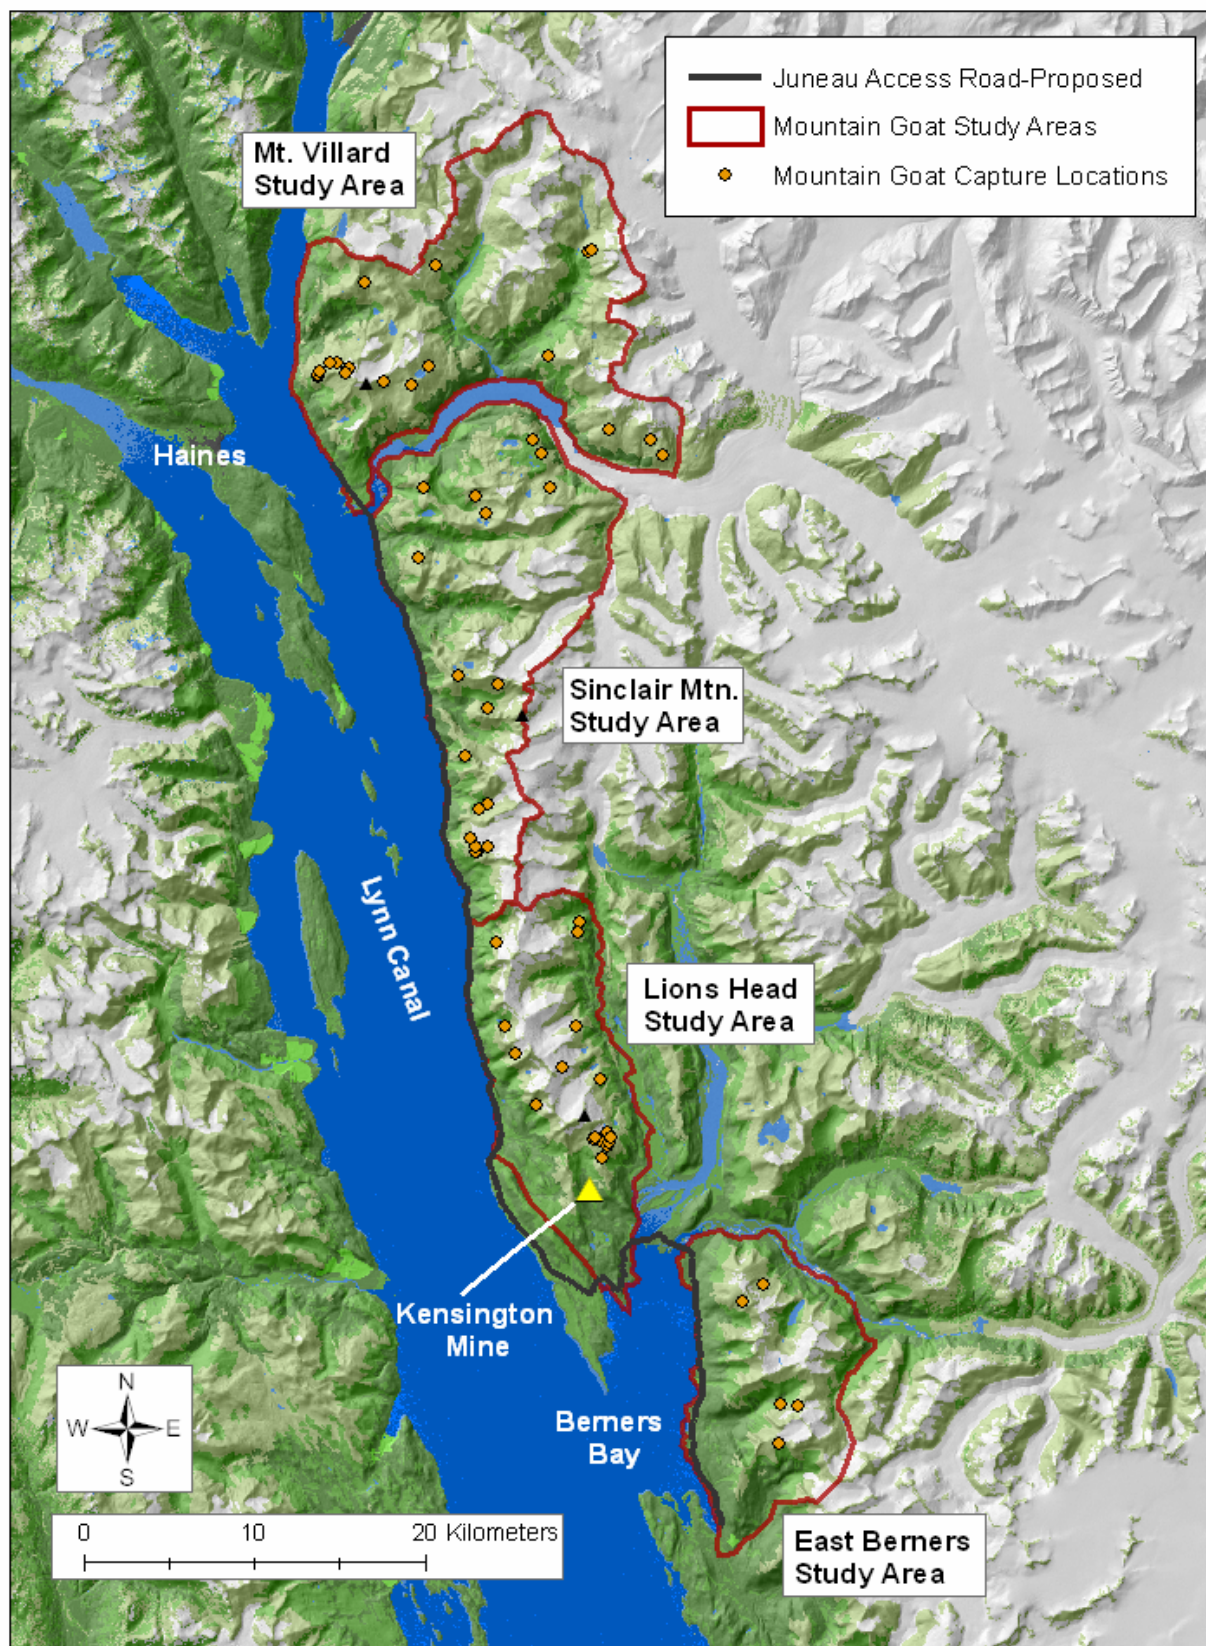 Juneau Access Road-Proposed
Mountain Goat Study Areas
Mountain Goat Capture Locations
Mt. Villard
Study Area
Haines
Sinclair Mtn.
Study Area
Lynn Canal
Lions Head
Study Area
Kensington
Mine
Berners
Bay
N
W E
S
0 10 20 Kilometers
East Berners
Study Area